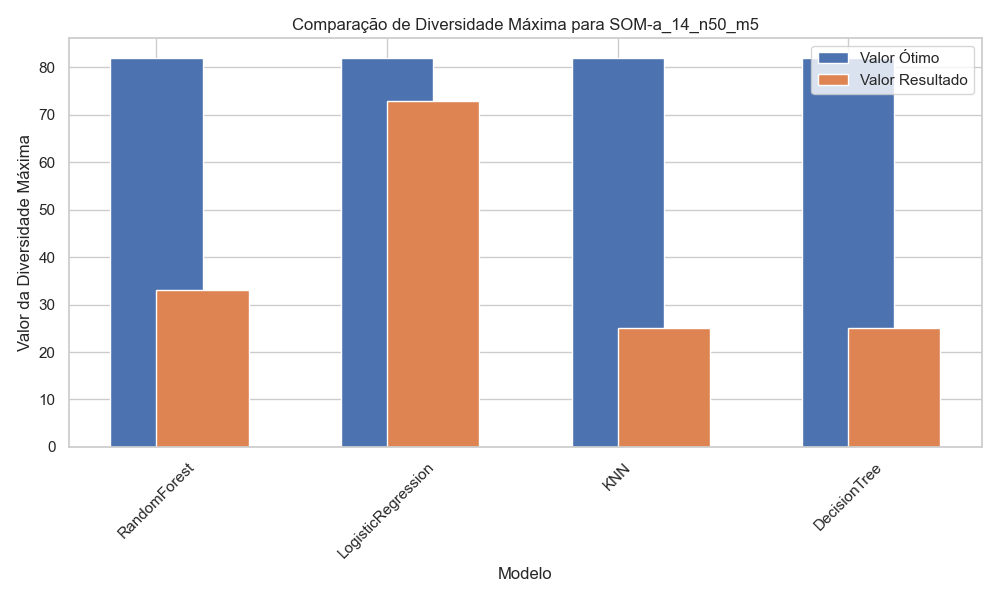 Comparação de Diversidade Máxima para SOM-a_14_n50_m5
Valor Ótimo
Valor Resultado
Valor da Diversidade Máxima
80
70
60
50
40
30
20
10
0
RandomForest
LogisticRegression
KNN
DecisionTree
Modelo